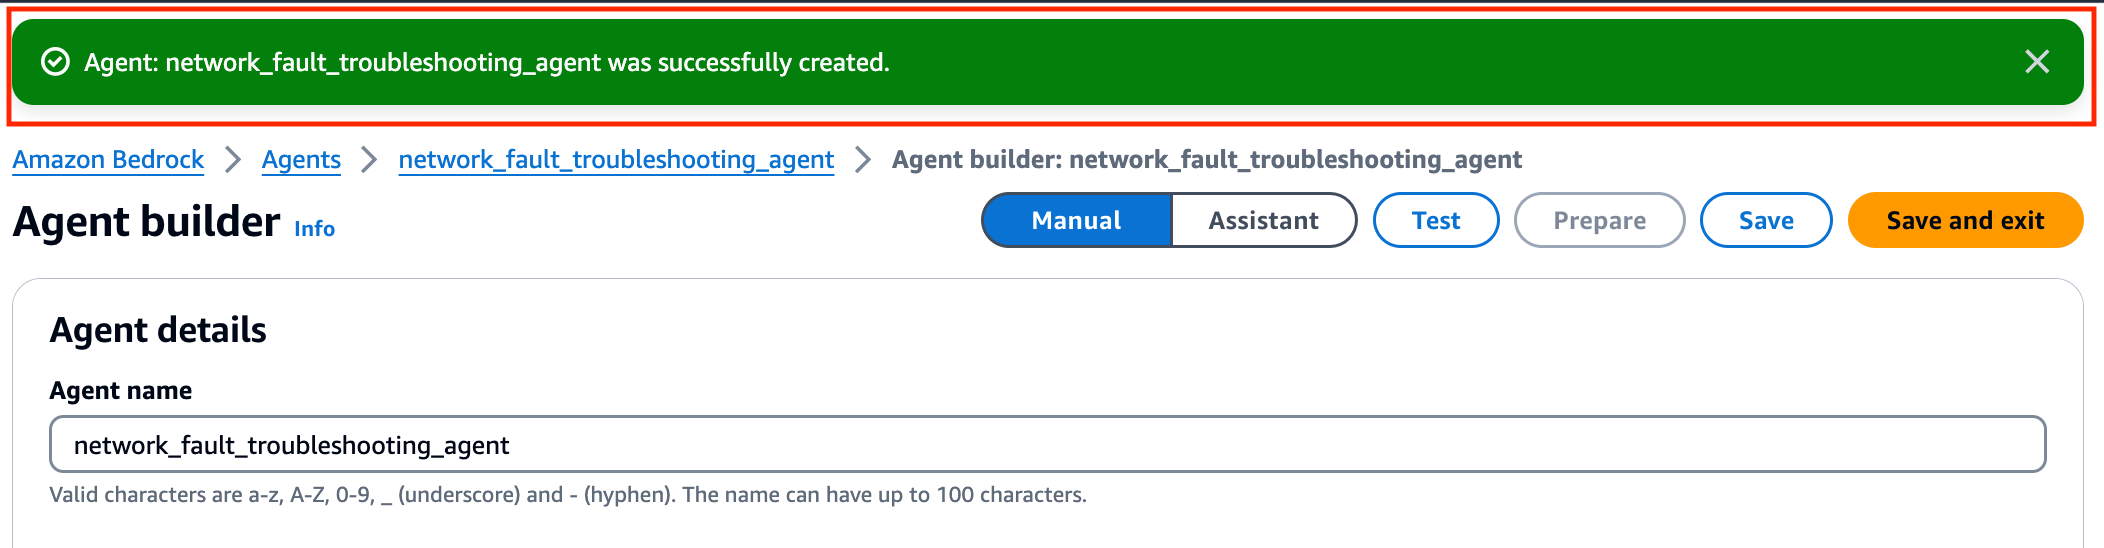 Agent: network_fault_troubleshooting_agent was successfully created.
Amazon Bedrock > Agents > network_fault_troubleshooting_agent > Agent builder: network_fault_troubleshooting_agent
Agent builder Info Manual Assistant Test Prepare Save Save and exit
Agent details
Agent name
network_fault_troubleshooting_agent
Valid characters are a-z, A-Z, 0-9, _ (underscore) and - (hyphen). The name can have up to 100 characters.